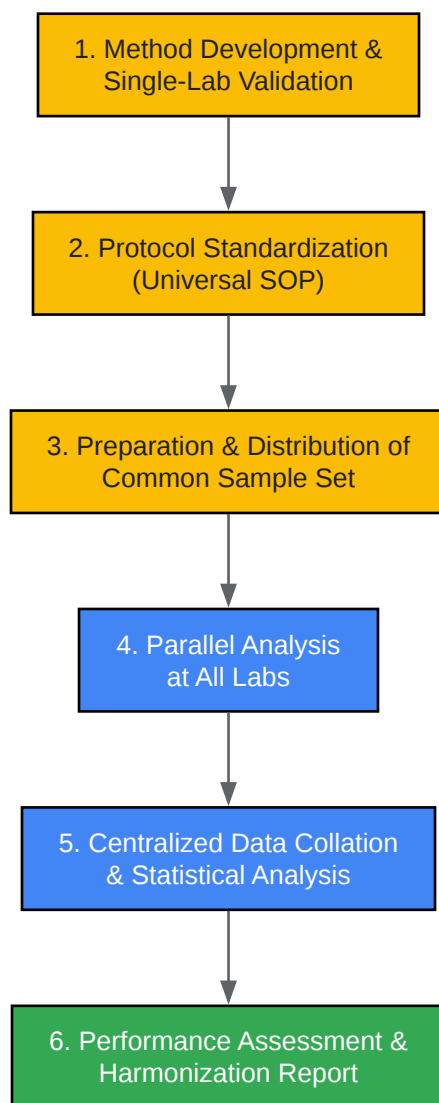 1. Method Development &
Single-Lab Validation
2. Protocol Standardization
(Universal SOP)
3. Preparation & Distribution of
Common Sample Set
4. Parallel Analysis
at All Labs
5. Centralized Data Collation
& Statistical Analysis
6. Performance Assessment &
Harmonization Report